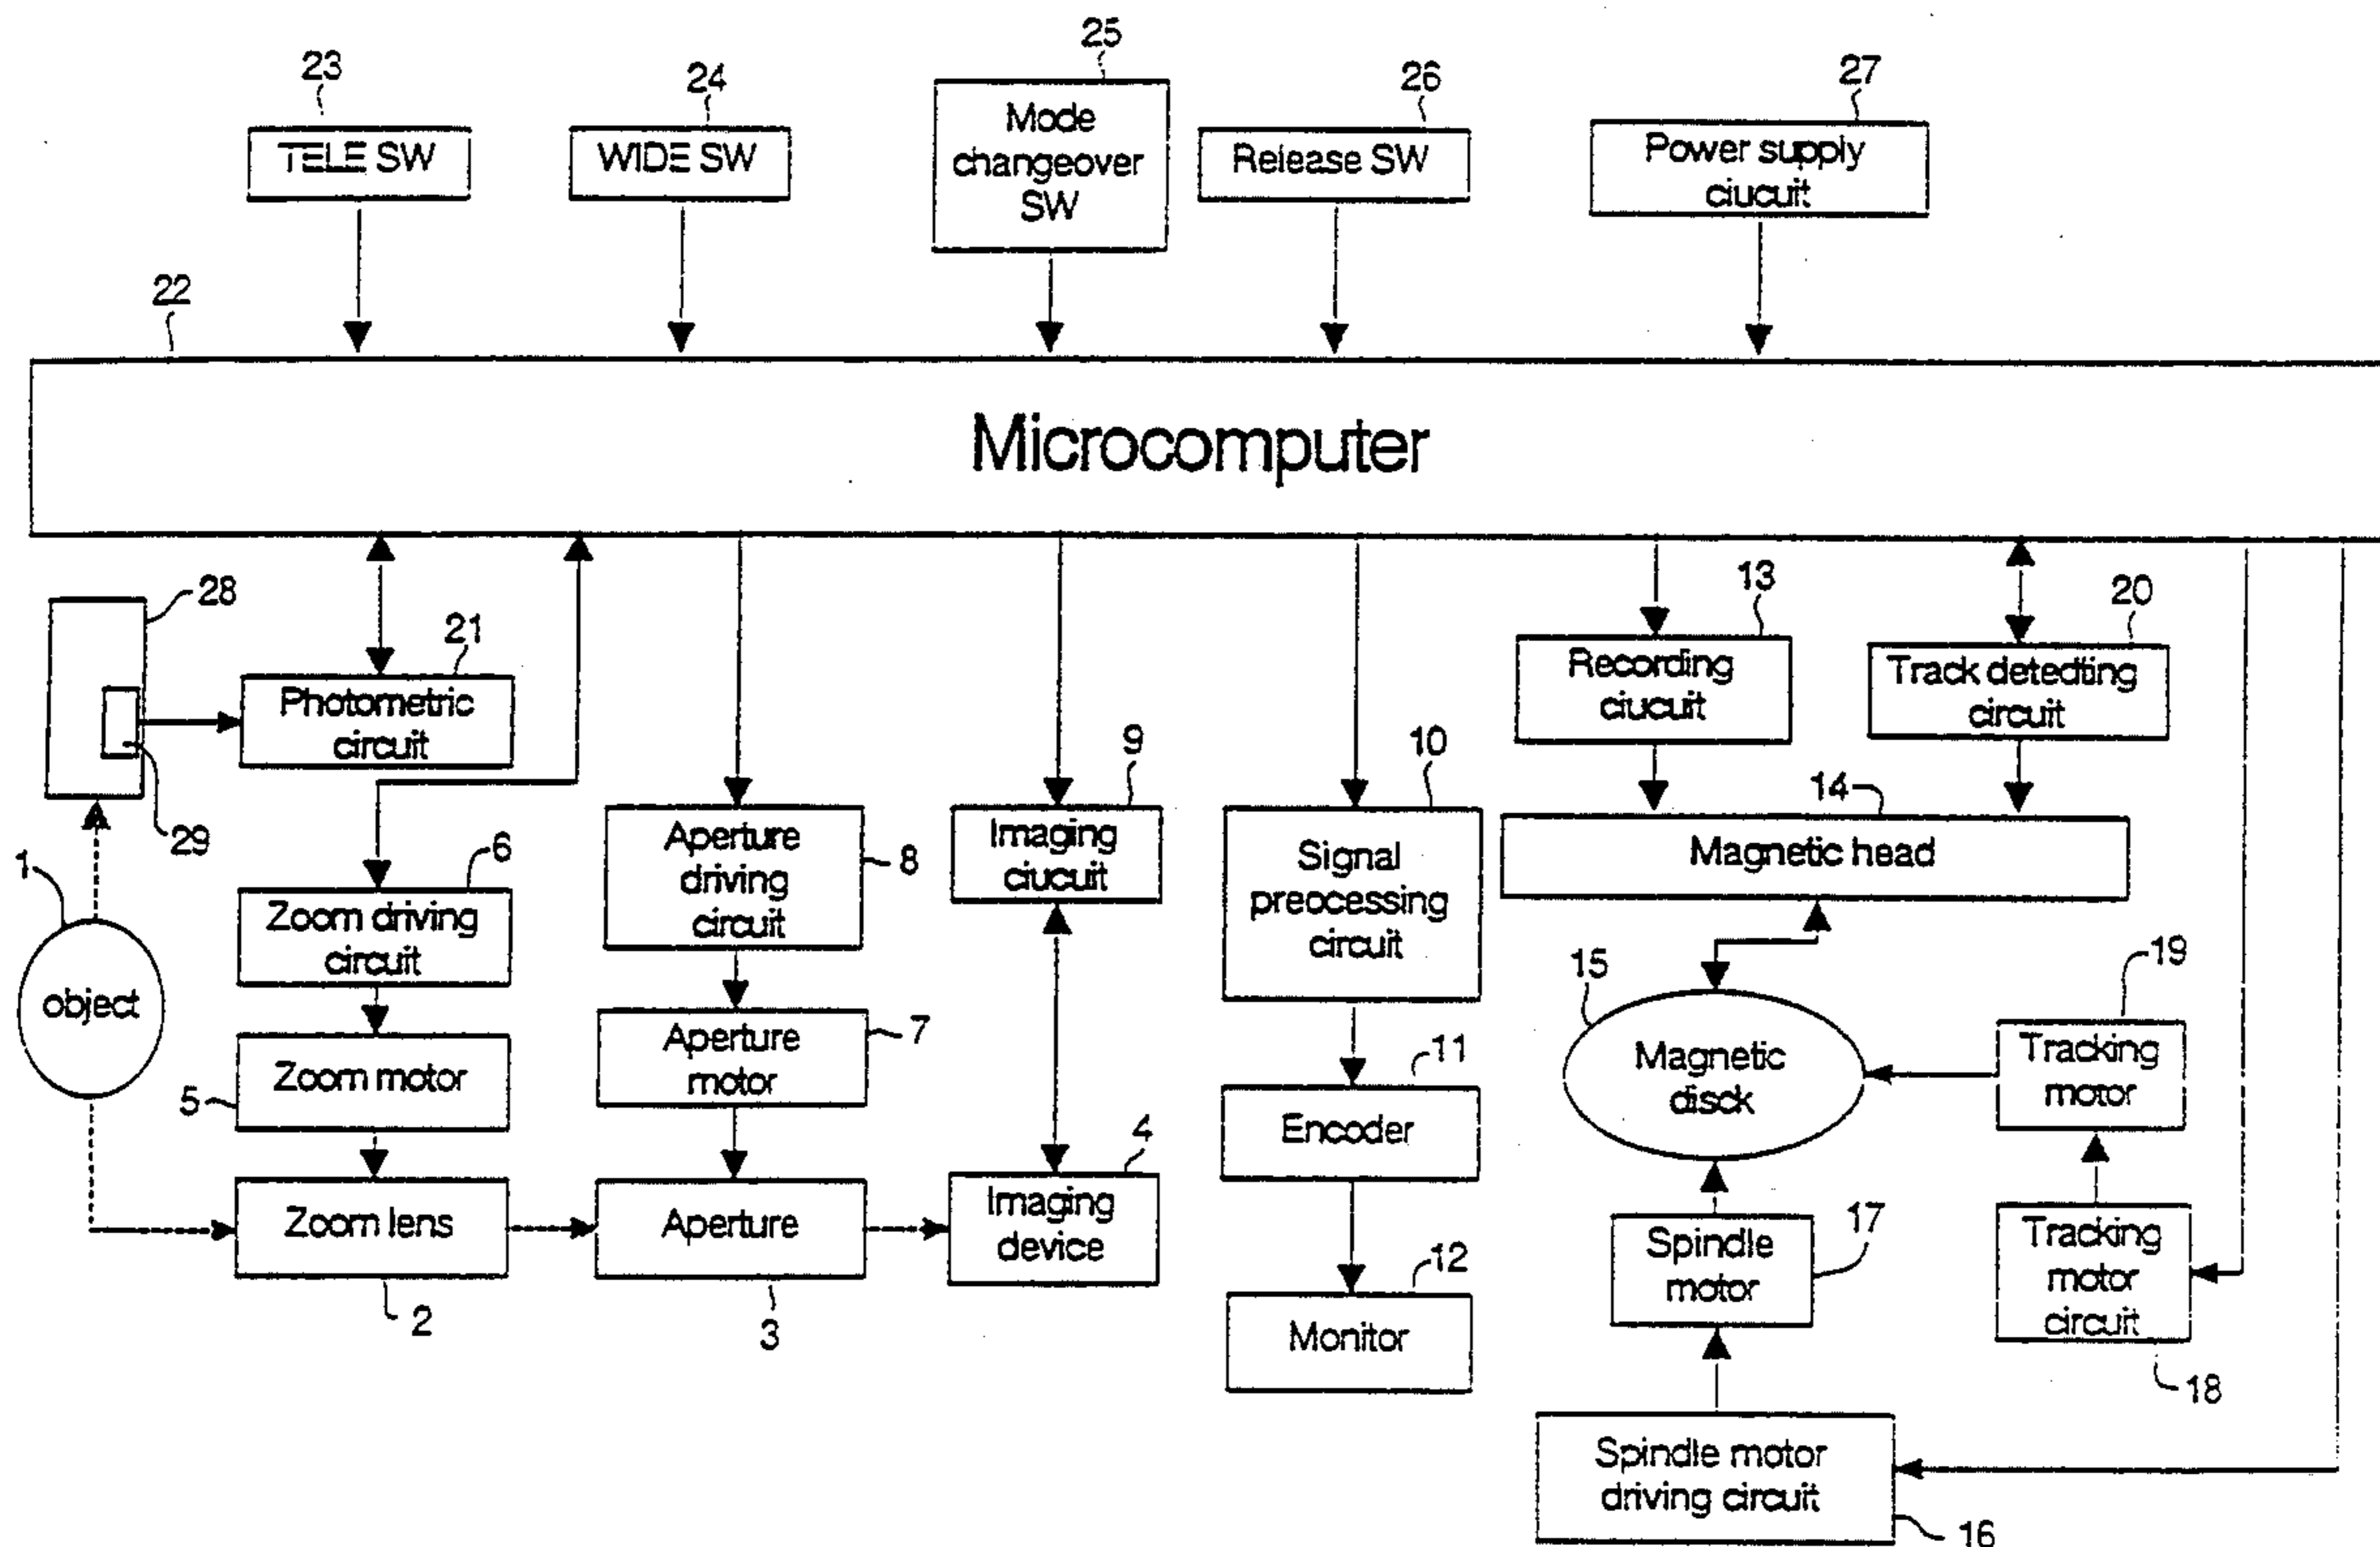 25
23
24
26
27
TELE SW
WIDE SW
Mode
changeover
SW
Release SW
Power supply
ciucuit
22
Microcomputer
28
21
13
20
Photometric
circuit
Recording
ciucuit
Track detedting
circuit
29
9
10
14
1
6
8
Aperture
driving
circuit
Imaging
ciucuit
Signal
preocessing
circuit
Magnetic head
object
Zoom driving
circuit
15
19
5
Zoom motor
Aperture
motor
7
11
Magnetic
disck
Tracking
motor
Encoder
4
Zoom lens
Aperture
Imaging
device
Spindle
motor
17
Tracking
motor
circuit
2
3
12
Monitor
18
Spindle motor
driving circuit
16